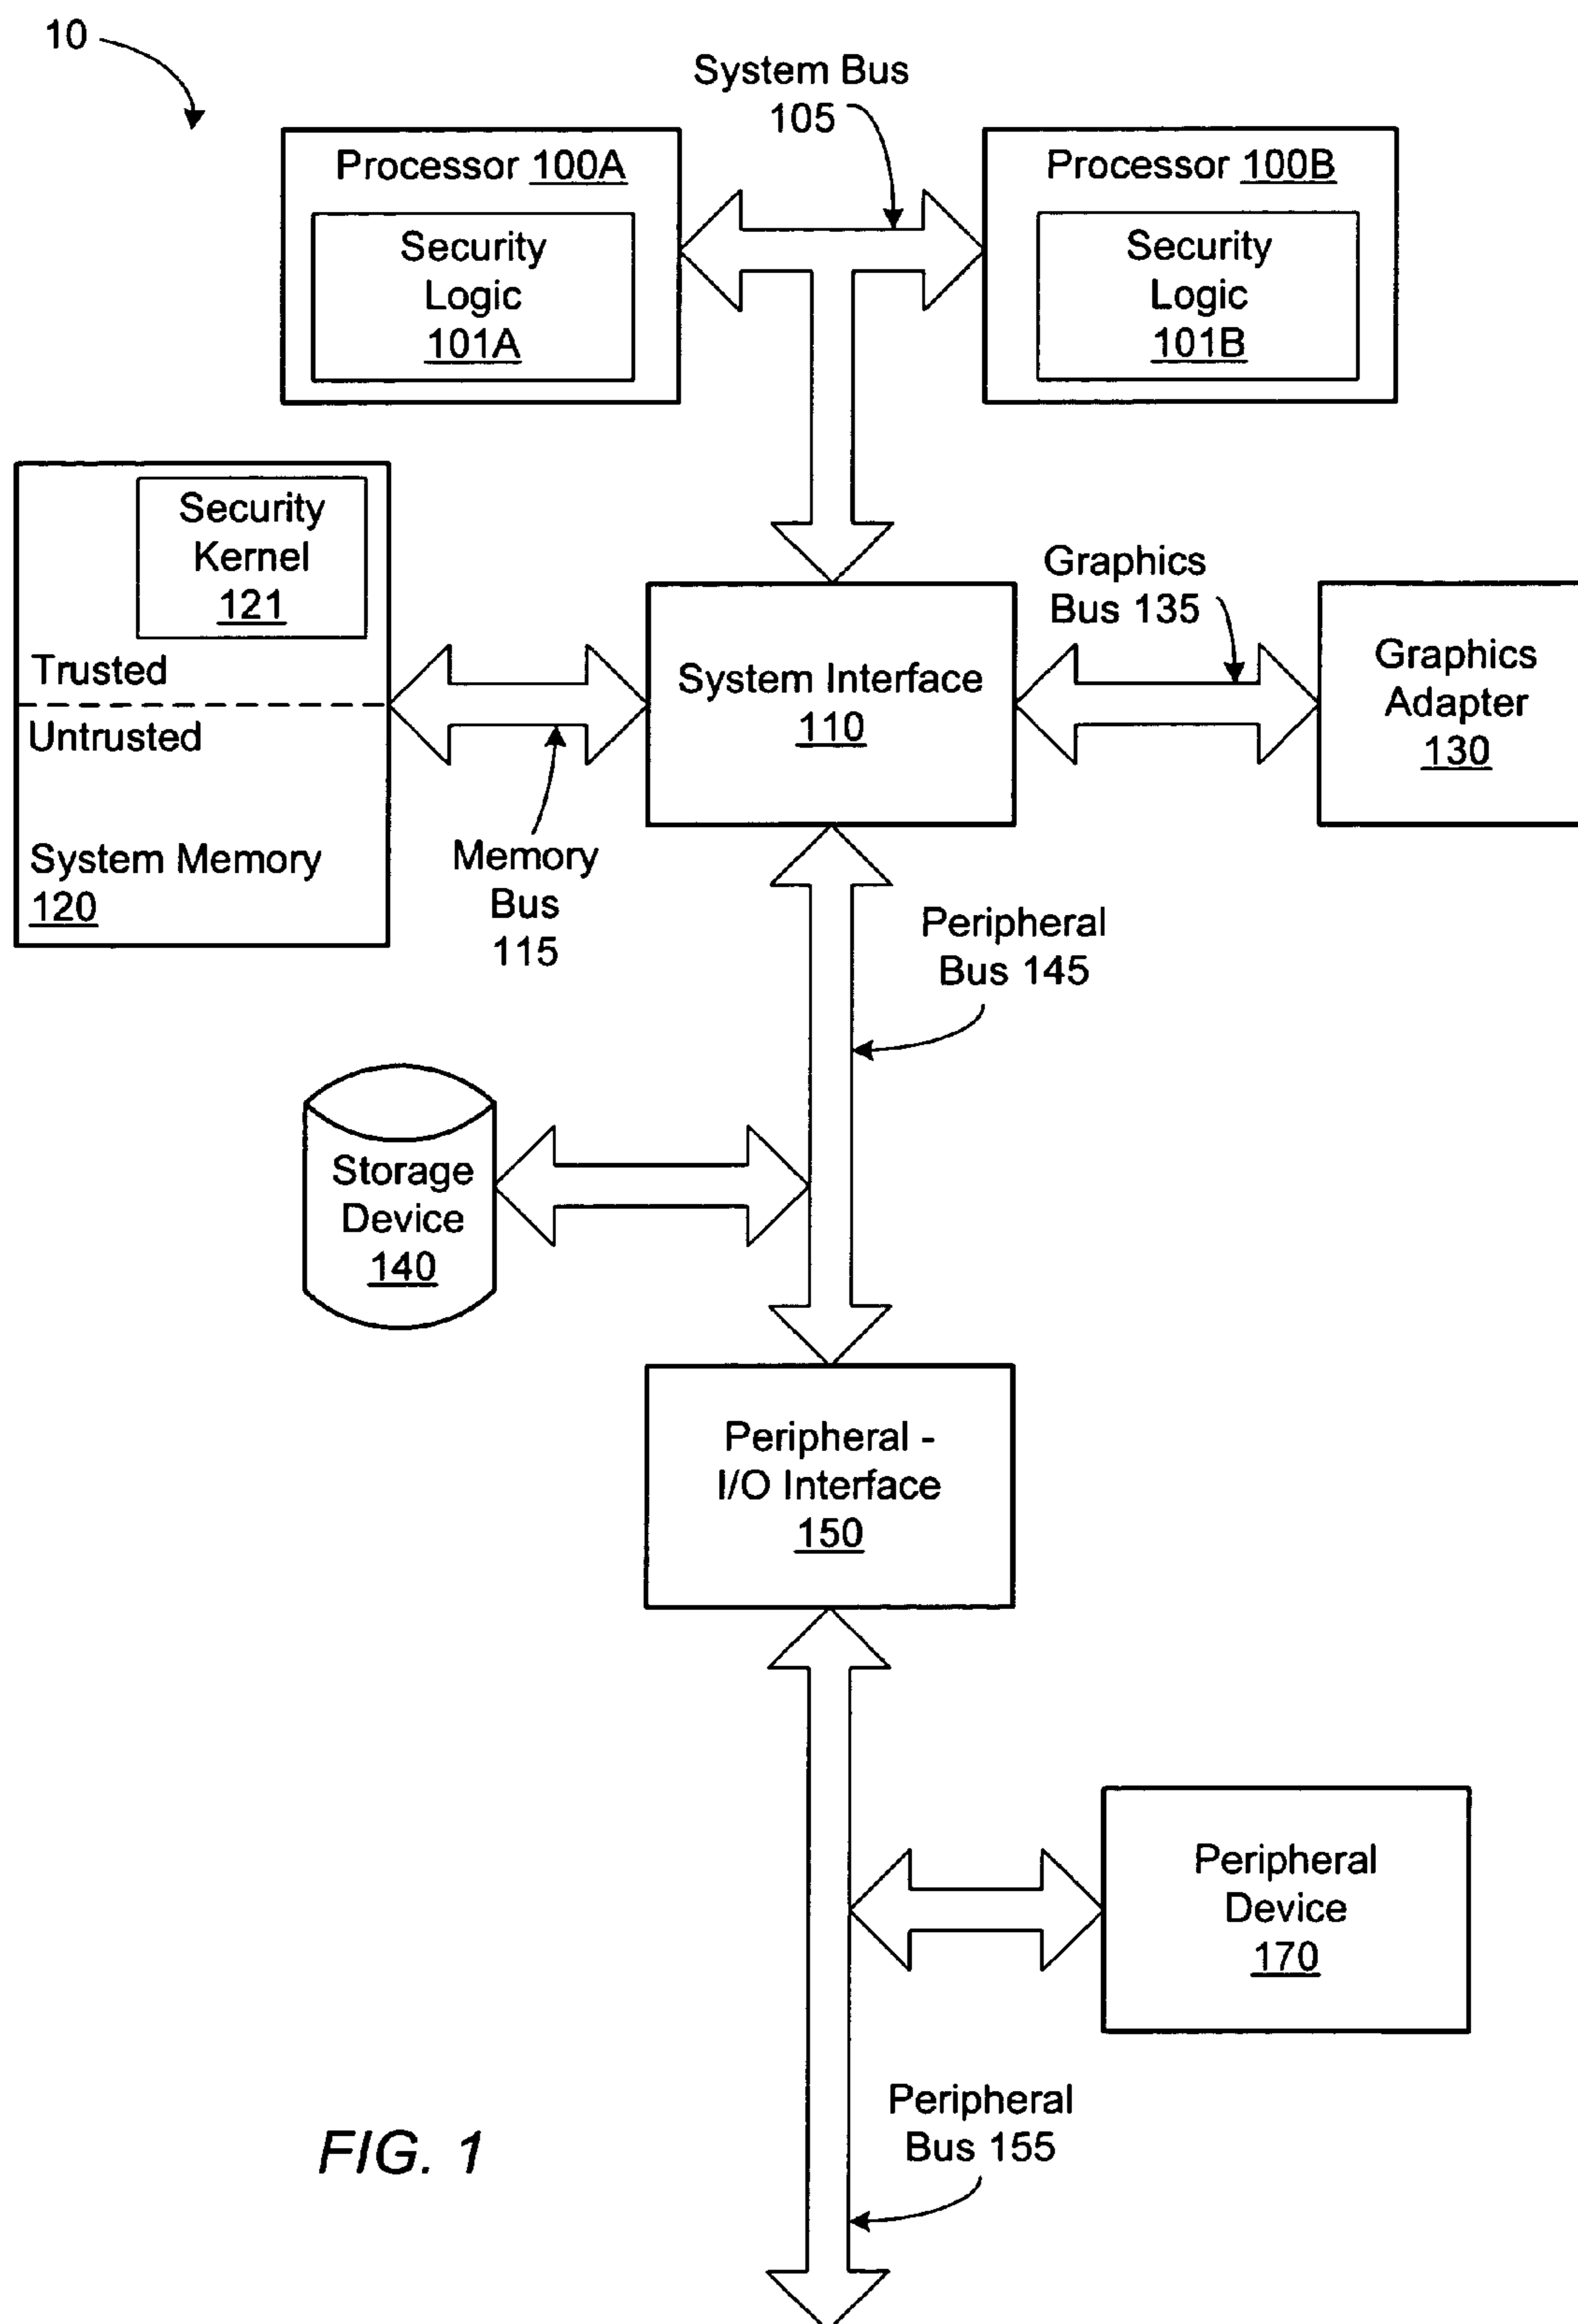 10
System Bus
105
Processor 100A
Security
Logic
101A
Processor 100B
Security
Logic
101B
Security
Kernel
121
Trusted
Untrusted
System Memory
120
Memory
Bus
115
System Interface
110
Graphics
Bus 135
Graphics
Adapter
130
Peripheral
Bus 145
Storage
Device
140
Peripheral -
I/O Interface
150
Peripheral
Device
170
Peripheral
Bus 155
FIG. 1